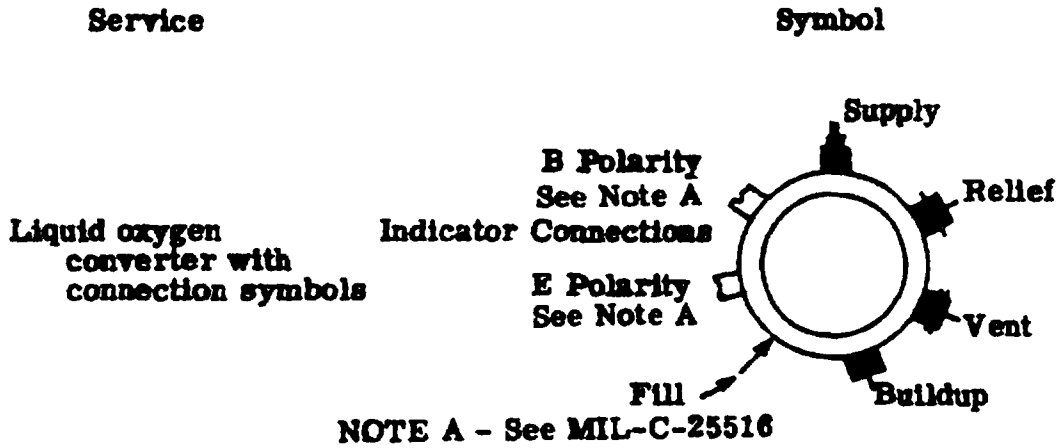 Service
Symbol
Supply
B Polarity
See Note A
Relief
Liquid oxygen
converter with
connection symbols
Indicator Connections
E Polarity
See Note A
Vent
Fill
Buildup
NOTE A - See MIL-C-25516